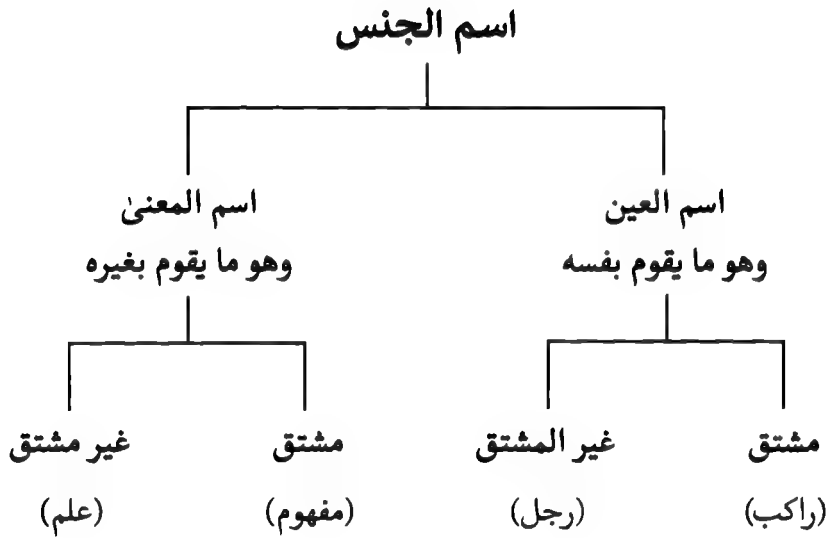 اسم الجنس
اسم العين
وهو ما يقوم بنفسه
اسم المعنىٰ
وهو ما يقوم بغيره
مشتق
(راكب)
غير المشتق
(رجل)
مشتق
(مفهوم)
غير مشتق
(علم)